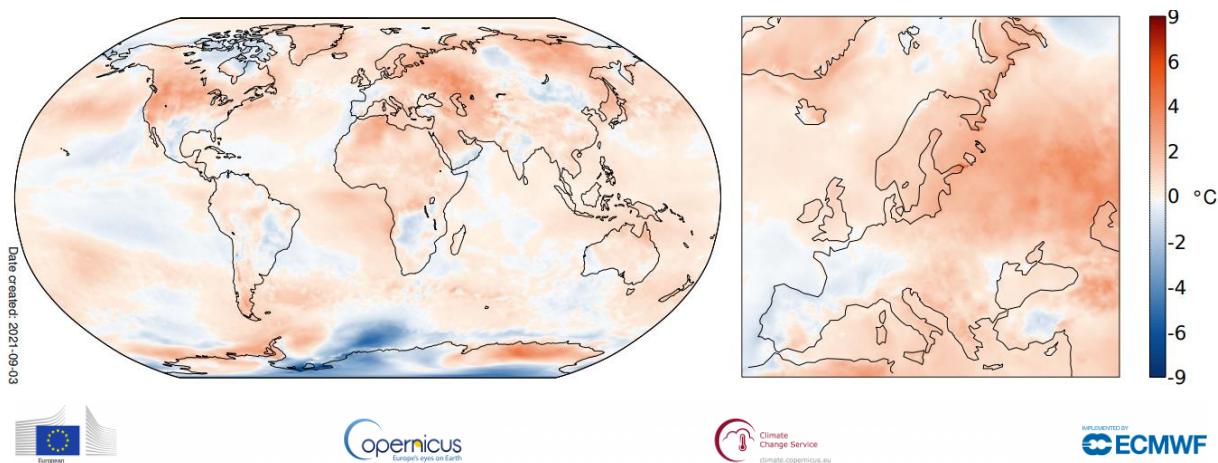 9
6
4
2
0
-2
-4
-6
-9
°C
Date created: 2021-09-03
European
opernicus
Europe's eyes on Earth
Climate
Change Service
climate.copernicus.eu
IMPLEMENTED BY
ECMWF